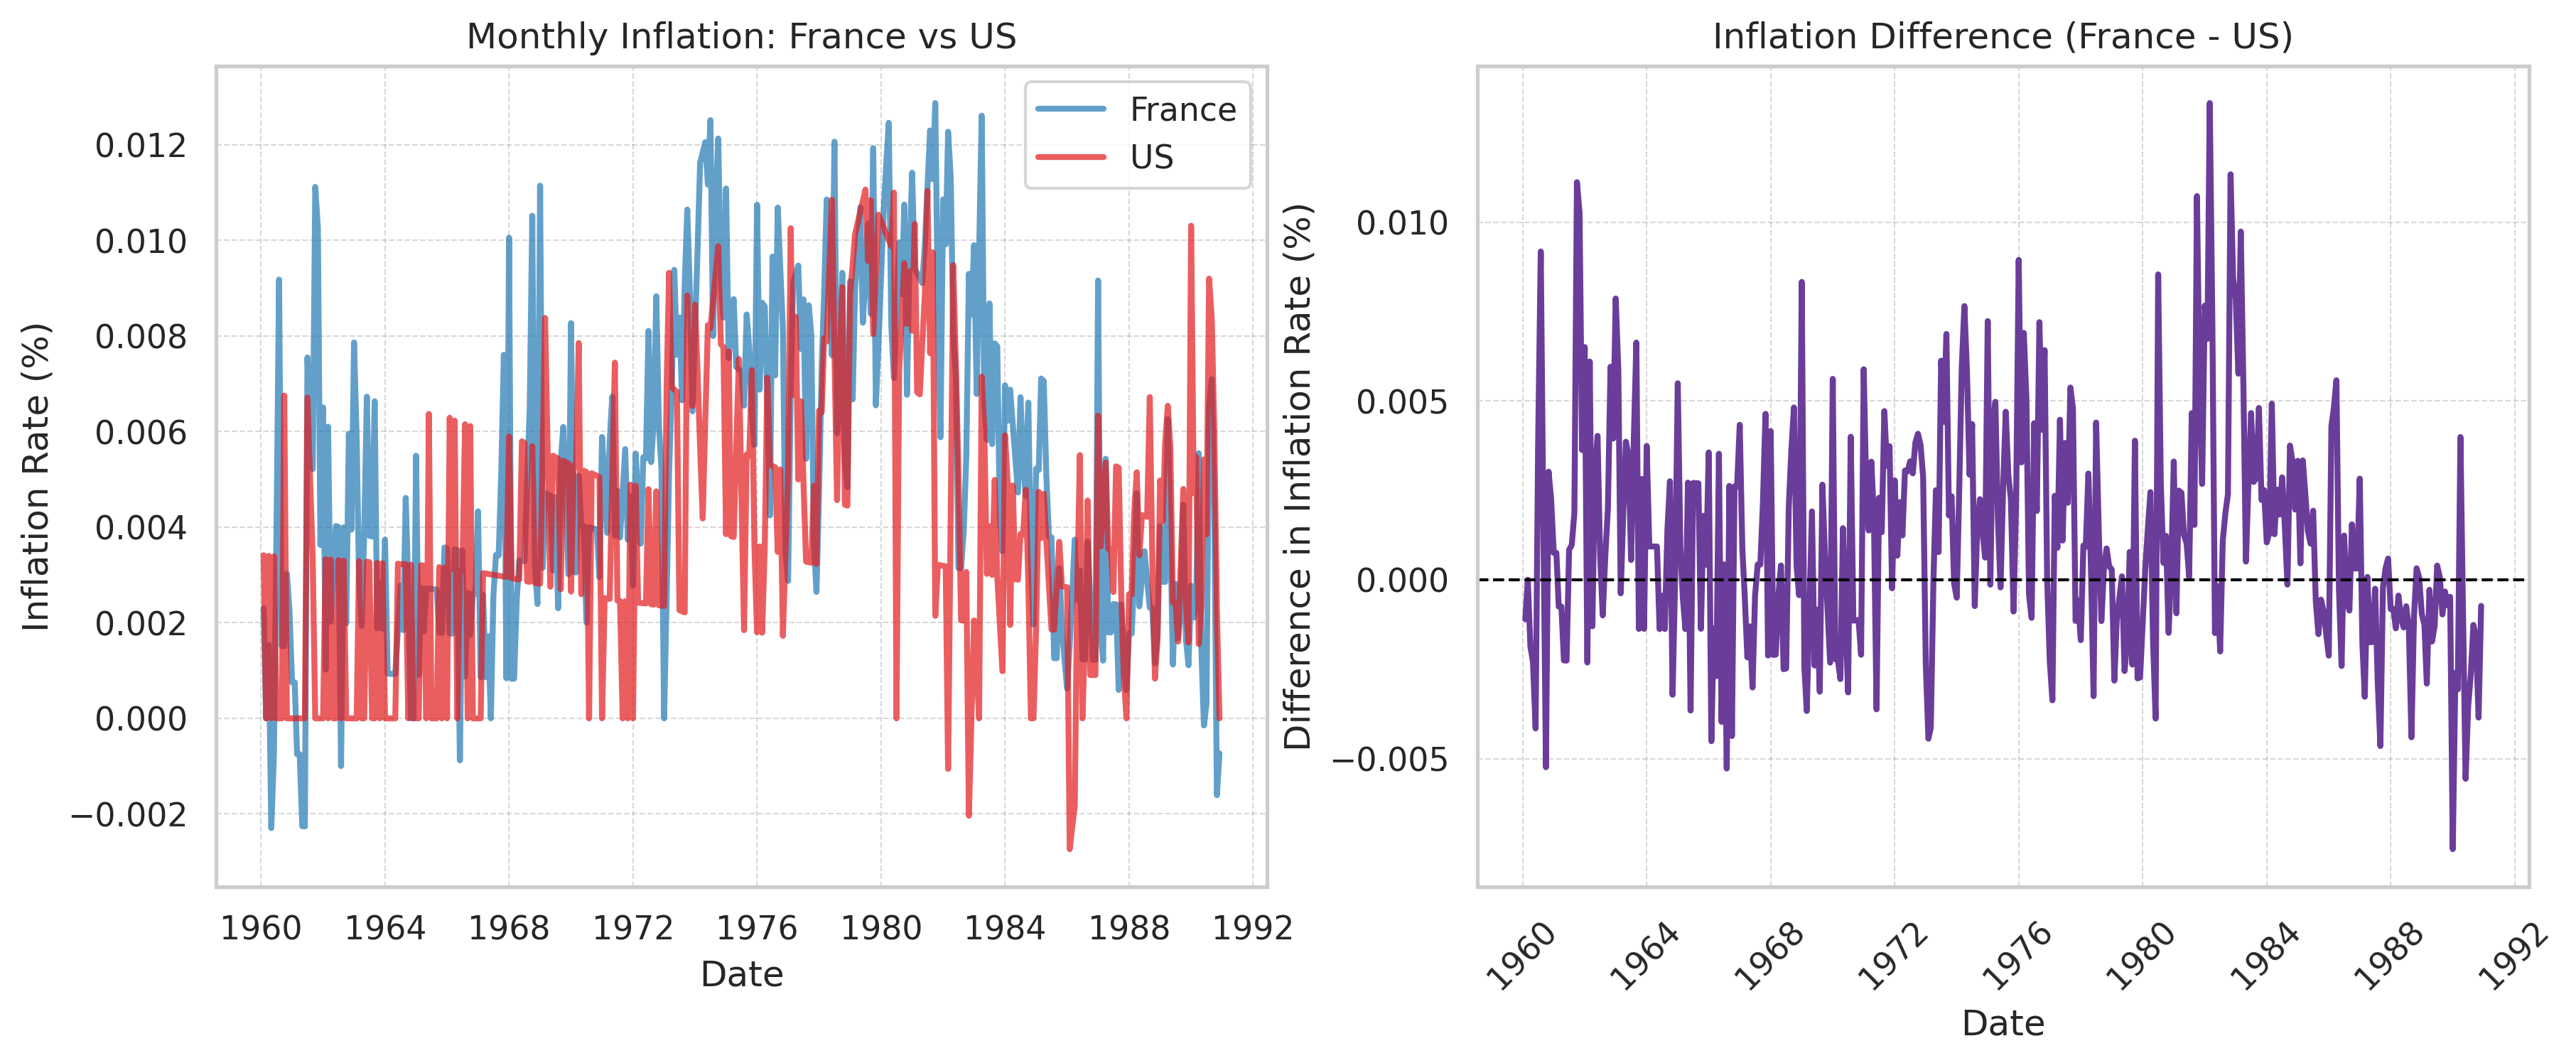 Monthly Inflation: France vs US
France
US
Inflation Rate (%)
0.012
0.010
0.008
0.006
0.004
0.002
0.000
−0.002
1960 1964 1968 1972 1976 1980 1984 1988 1992
Date
Inflation Difference (France - US)
Difference in Inflation Rate (%)
0.010
0.005
0.000
−0.005
1960 1964 1968 1972 1976 1980 1984 1988 1992
Date